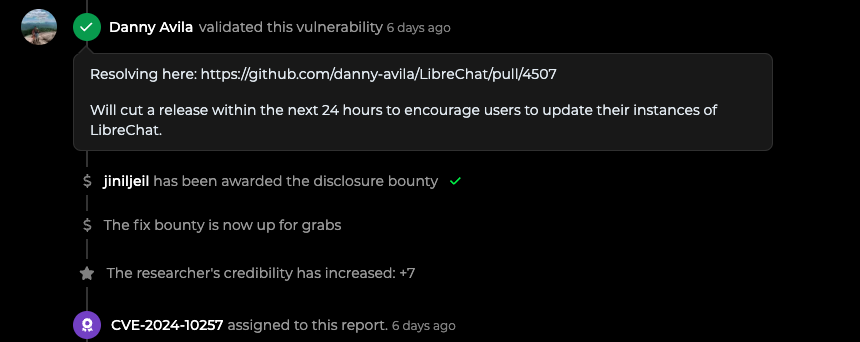 Danny Avila validated this vulnerability 6 days ago
Resolving here: https://github.com/danny-avila/LibreChat/pull/4507
Will cut a release within the next 24 hours to encourage users to update their instances of
LibreChat.
$ jiniljeil has been awarded the disclosure bounty
$ The fix bounty is now up for grabs
The researcher's credibility has increased: +7
CVE-2024-10257 assigned to this report. 6 days ago